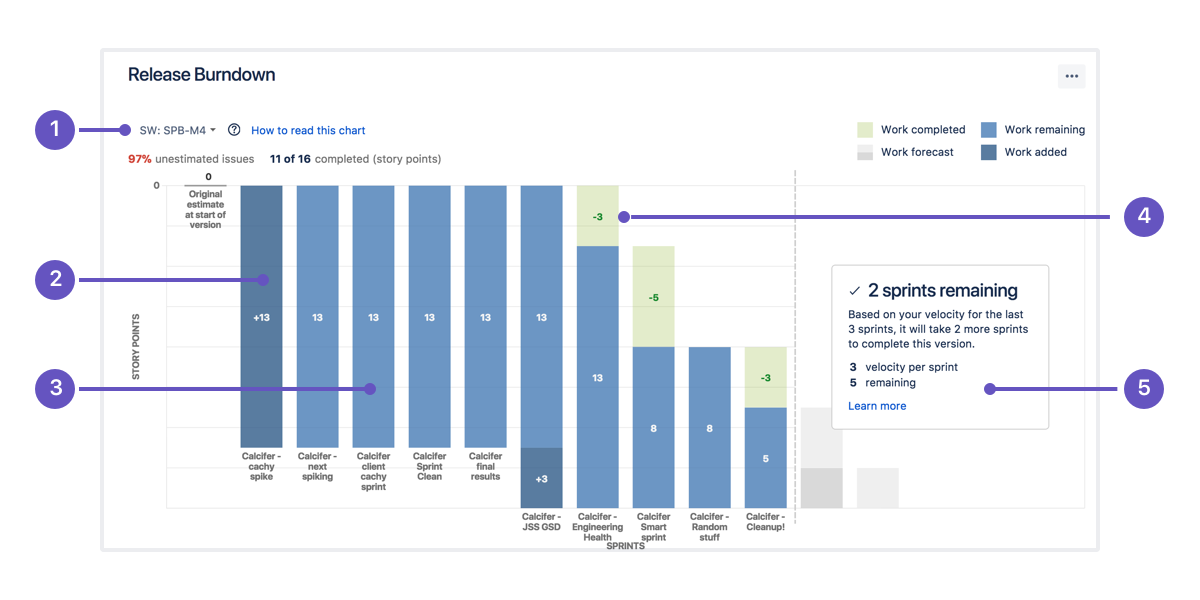 Release Burndown
•••
1
SW: SPB-M4
?
How to read this chart
Work completed
Work remaining
97% unestimated issues
11 of 16 completed (story points)
Work forecast
Work added
0
0
Original
estimate
at start of
version
-3
4
2
-5
✓ 2 sprints remaining
Based on your velocity for the last
3 sprints, it will take 2 more sprints
to complete this version.
3 velocity per sprint
5 remaining
Learn more
+13
13
13
13
13
13
STORY POINTS
13
-3
3
5
8
8
5
+3
Calcifer -
cachy
spike
Calcifer -
next
spiking
Calcifer
client
cachy
sprint
Calcifer
Sprint
Clean
Calcifer
final
results
Calcifer -
JSS GSD
Calcifer -
Engineering
Health
Calcifer
Smart
sprint
Calcifer -
Random
stuff
Calcifer -
Cleanup!
SPRINTS